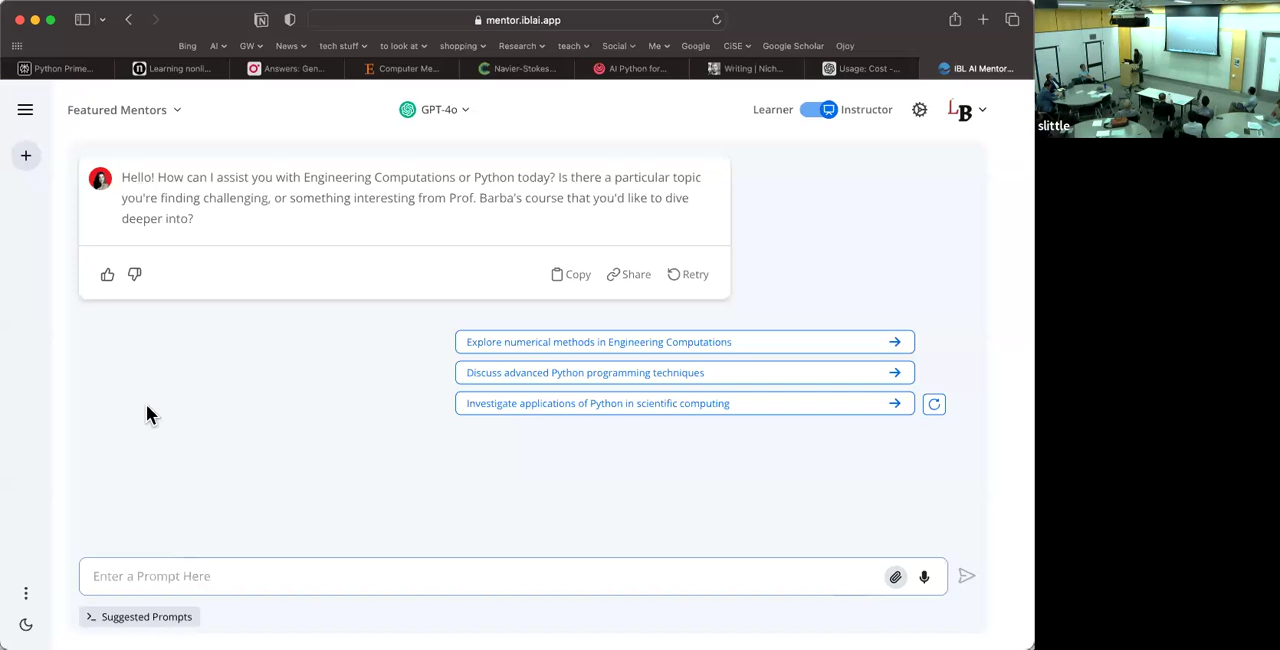 mentor.iblai.app
Bing AI GW News tech stuff to look at shopping Research teach Social Me Google CiSE Google Scholar Ojoy
Python Prime... Learning nonli... Answers: Gen... Computer Me... Navier-Stokes... AI Python for... Writing | Nich... Usage: Cost -... IBL AI Mentor...
Featured Mentors
GPT-4o
Learner Instructor
LB
slittle
Hello! How can I assist you with Engineering Computations or Python today? Is there a particular topic
you're finding challenging, or something interesting from Prof. Barba's course that you'd like to dive
deeper into?
Copy Share Retry
Explore numerical methods in Engineering Computations
Discuss advanced Python programming techniques
Investigate applications of Python in scientific computing
Enter a Prompt Here
>_ Suggested Prompts